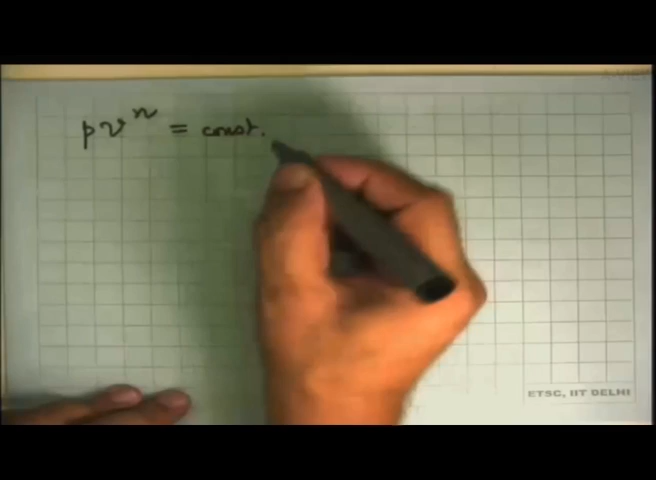 pv^n = const.
ETSC, IIT DELHI